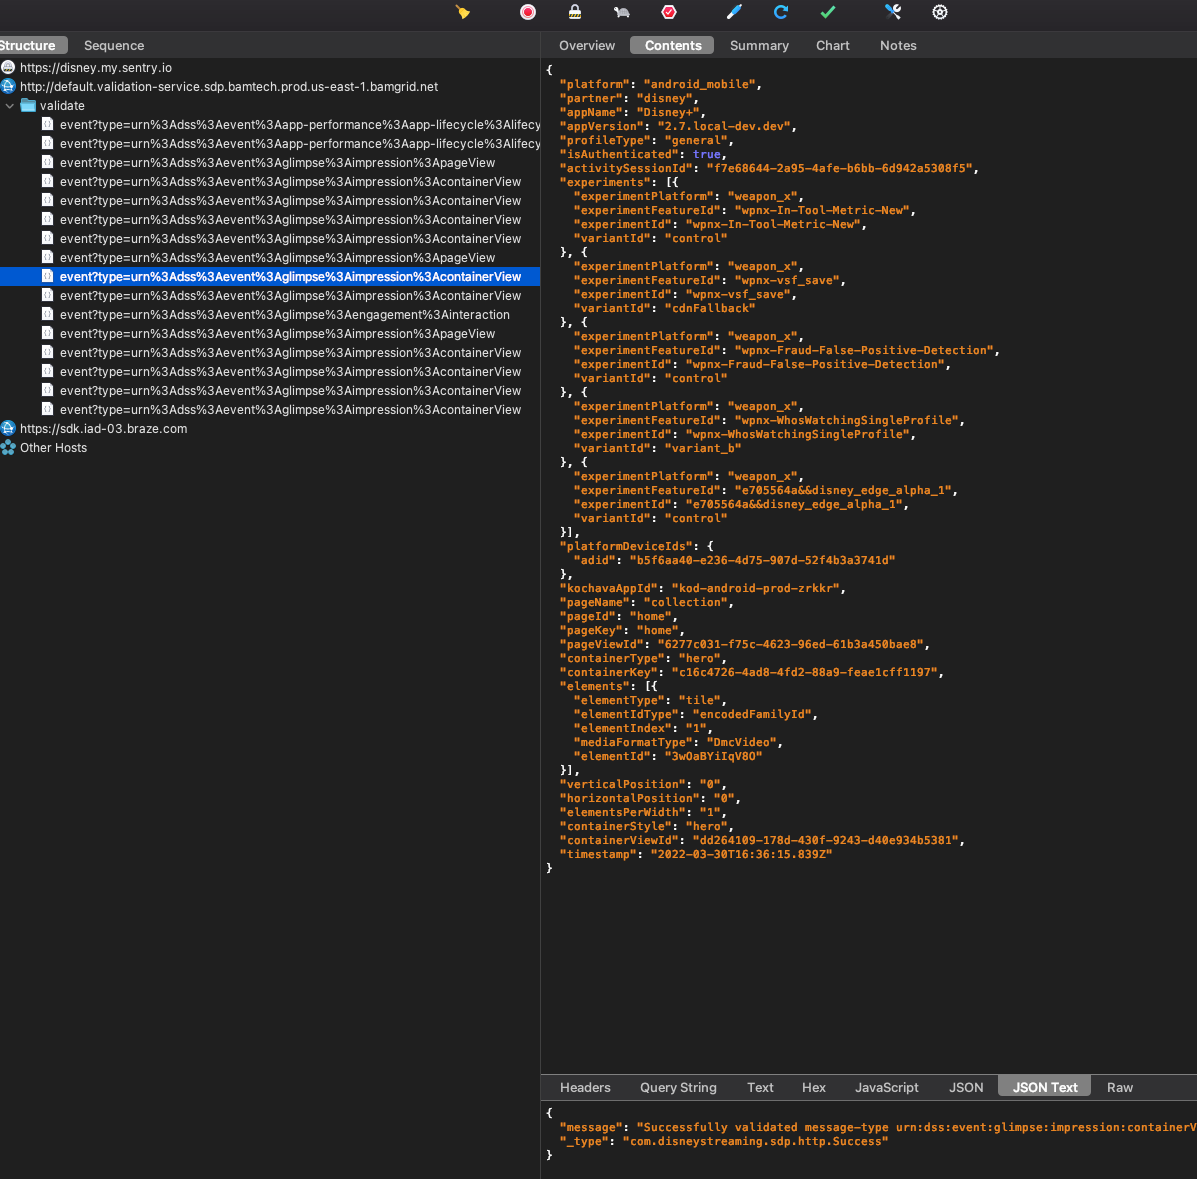 Structure
Sequence
https://disney.my.sentry.io
http://default.validation-service.sdp.bamtech.prod.us-east-1.bamgrid.net
validate
event?type=urn%3Adss%3Aevent%3Aapp-performance%3Aapp-lifecycle%3Alifecy
event?type=urn%3Adss%3Aevent%3Aapp-performance%3Aapp-lifecycle%3Alifecy
event?type=urn%3Adss%3Aevent%3Aglimpse%3Aimpression%3ApageView
event?type=urn%3Adss%3Aevent%3Aglimpse%3Aimpression%3AcontainerView
event?type=urn%3Adss%3Aevent%3Aglimpse%3Aimpression%3AcontainerView
event?type=urn%3Adss%3Aevent%3Aglimpse%3Aimpression%3AcontainerView
event?type=urn%3Adss%3Aevent%3Aglimpse%3Aimpression%3AcontainerView
event?type=urn%3Adss%3Aevent%3Aglimpse%3Aimpression%3ApageView
event?type=urn%3Adss%3Aevent%3Aglimpse%3Aimpression%3AcontainerView
event?type=urn%3Adss%3Aevent%3Aglimpse%3Aimpression%3AcontainerView
event?type=urn%3Adss%3Aevent%3Aglimpse%3Aengagement%3Ainteraction
event?type=urn%3Adss%3Aevent%3Aglimpse%3Aimpression%3ApageView
event?type=urn%3Adss%3Aevent%3Aglimpse%3Aimpression%3AcontainerView
event?type=urn%3Adss%3Aevent%3Aglimpse%3Aimpression%3AcontainerView
event?type=urn%3Adss%3Aevent%3Aglimpse%3Aimpression%3AcontainerView
event?type=urn%3Adss%3Aevent%3Aglimpse%3Aimpression%3AcontainerView
https://sdk.iad-03.braze.com
Other Hosts
Overview
Contents
Summary
Chart
Notes
{
"platform": "android_mobile",
"partner": "disney",
"appName": "Disney+",
"appVersion": "2.7.local-dev.dev",
"profileType": "general",
"isAuthenticated": true,
"activitySessionId": "f7e68644-2a95-4afe-b6bb-6d942a5308f5",
"experiments": [{
"experimentPlatform": "weapon_x",
"experimentFeatureId": "wpnx-In-Tool-Metric-New",
"experimentId": "wpnx-In-Tool-Metric-New",
"variantId": "control"
}, {
"experimentPlatform": "weapon_x",
"experimentFeatureId": "wpnx-vsf_save",
"experimentId": "wpnx-vsf_save",
"variantId": "cdnFallback"
}, {
"experimentPlatform": "weapon_x",
"experimentFeatureId": "wpnx-Fraud-False-Positive-Detection",
"experimentId": "wpnx-Fraud-False-Positive-Detection",
"variantId": "control"
}, {
"experimentPlatform": "weapon_x",
"experimentFeatureId": "wpnx-WhosWatchingSingleProfile",
"experimentId": "wpnx-WhosWatchingSingleProfile",
"variantId": "variant_b"
}, {
"experimentPlatform": "weapon_x",
"experimentFeatureId": "e705564a&&disney_edge_alpha_1",
"experimentId": "e705564a&&disney_edge_alpha_1",
"variantId": "control"
}],
"platformDeviceIds": {
"adid": "b5f6aa40-e236-4d75-907d-52f4b3a3741d"
},
"kochavaAppId": "kod-android-prod-zrkkr",
"pageName": "collection",
"pageId": "home",
"pageKey": "home",
"pageViewId": "6277c031-f75c-4623-96ed-61b3a450bae8",
"containerType": "hero",
"containerKey": "c16c4726-4ad8-4fd2-88a9-feae1cff1197",
"elements": [{
"elementType": "tile",
"elementIdType": "encodedFamilyId",
"elementIndex": "1",
"mediaFormatType": "DmcVideo",
"elementId": "3wOaBYiIqV8O"
}],
"verticalPosition": "0",
"horizontalPosition": "0",
"elementsPerWidth": "1",
"containerStyle": "hero",
"containerViewId": "dd264109-178d-430f-9243-d40e934b5381",
"timestamp": "2022-03-30T16:36:15.839Z"
}
Headers
Query String
Text
Hex
JavaScript
JSON
JSON Text
Raw
{
"message": "Successfully validated message-type urn:dss:event:glimpse:impression:containerV
"_type": "com.disneystreaming.sdp.http.Success"
}